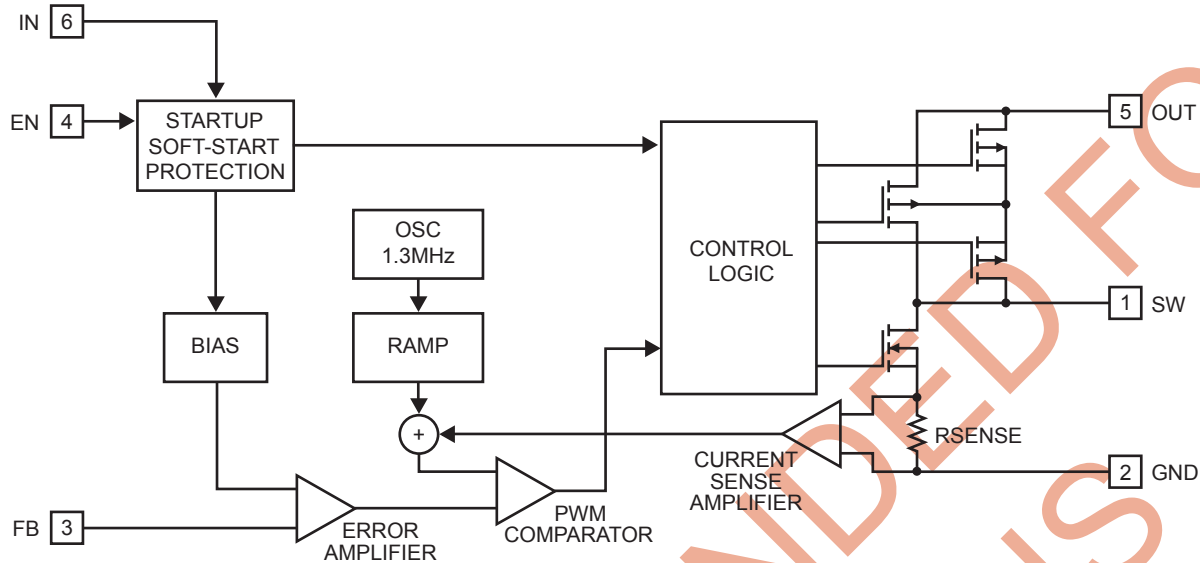 IN 6
EN 4
STARTUP
SOFT-START
PROTECTION
OSC
1.3MHz
BIAS
RAMP
+
CONTROL
LOGIC
5 OUT
1 SW
RSENSE
2 GND
CURRENT
SENSE
AMPLIFIER
PWM
COMPARATOR
ERROR
AMPLIFIER
FB 3